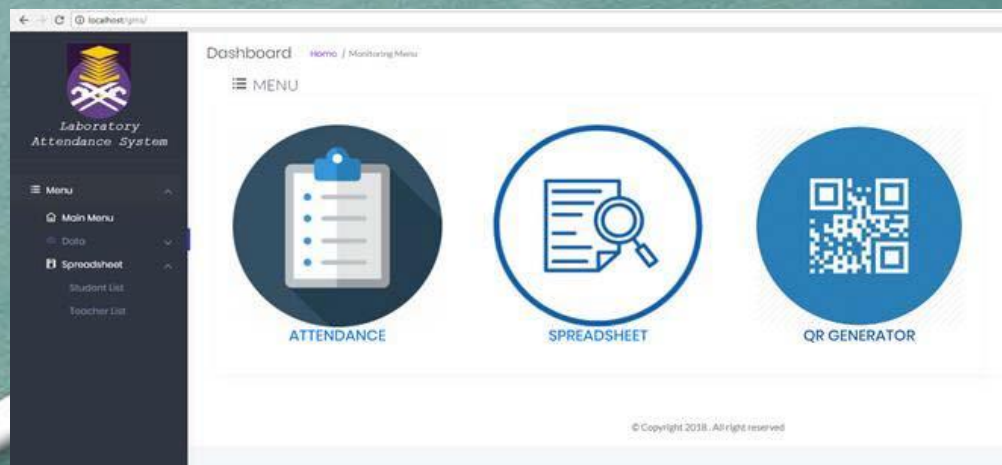 localhost/qms/
Laboratory
Attendance System
Menu
Main Menu
Data
Spreadsheet
Student List
Teacher List
Dashboard Home / Monitoring Menu
MENU
ATTENDANCE
SPREADSHEET
QR GENERATOR
© Copyright 2018. All right reserved